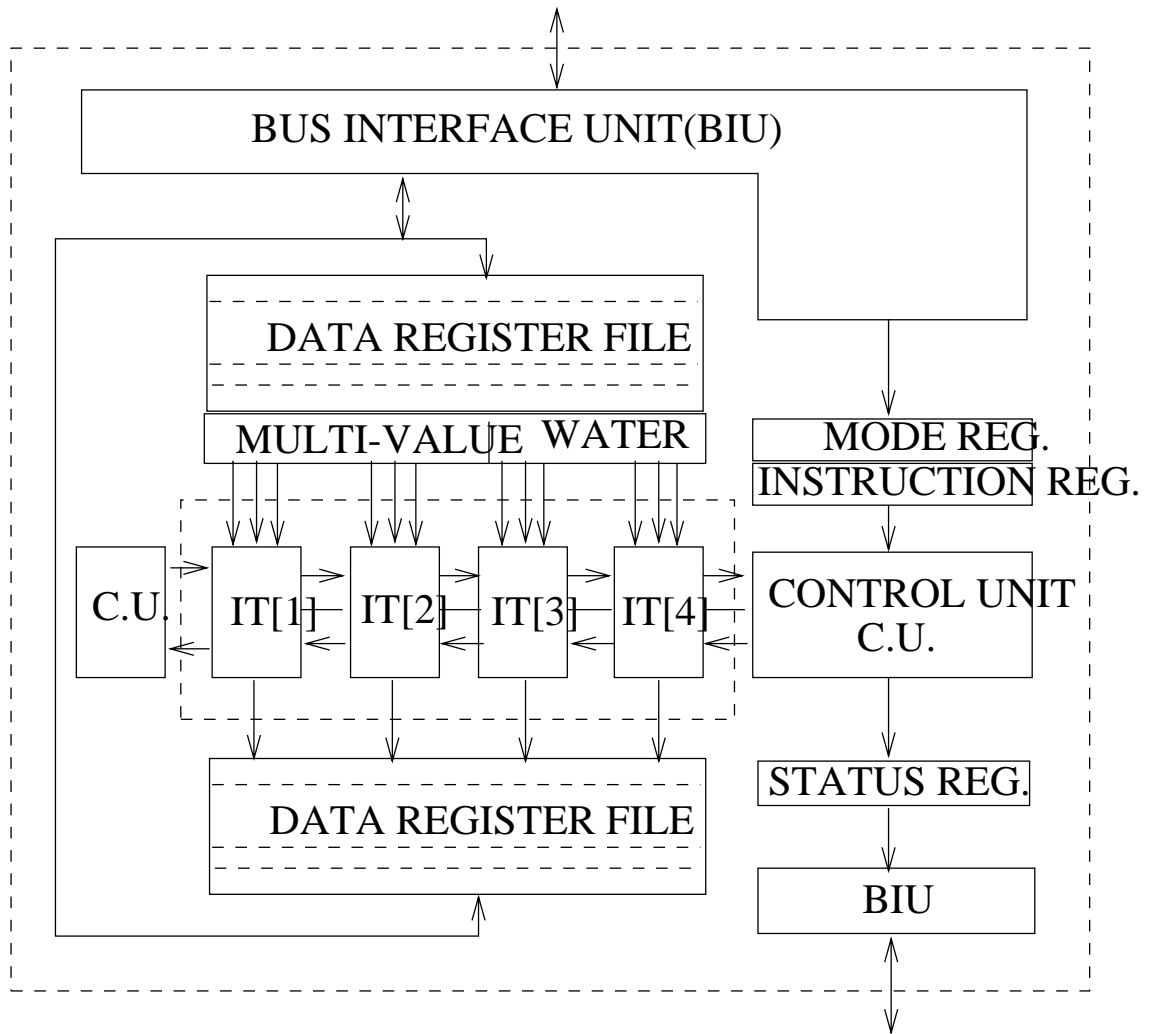 BUS INTERFACE UNIT(BIU)
DATA REGISTER FILE
MULTI-VALUE WATER
MODE REG.
INSTRUCTION REG.
C.U.
IT[1]
IT[2]
IT[3]
IT[4]
CONTROL UNIT
C.U.
STATUS REG.
DATA REGISTER FILE
BIU